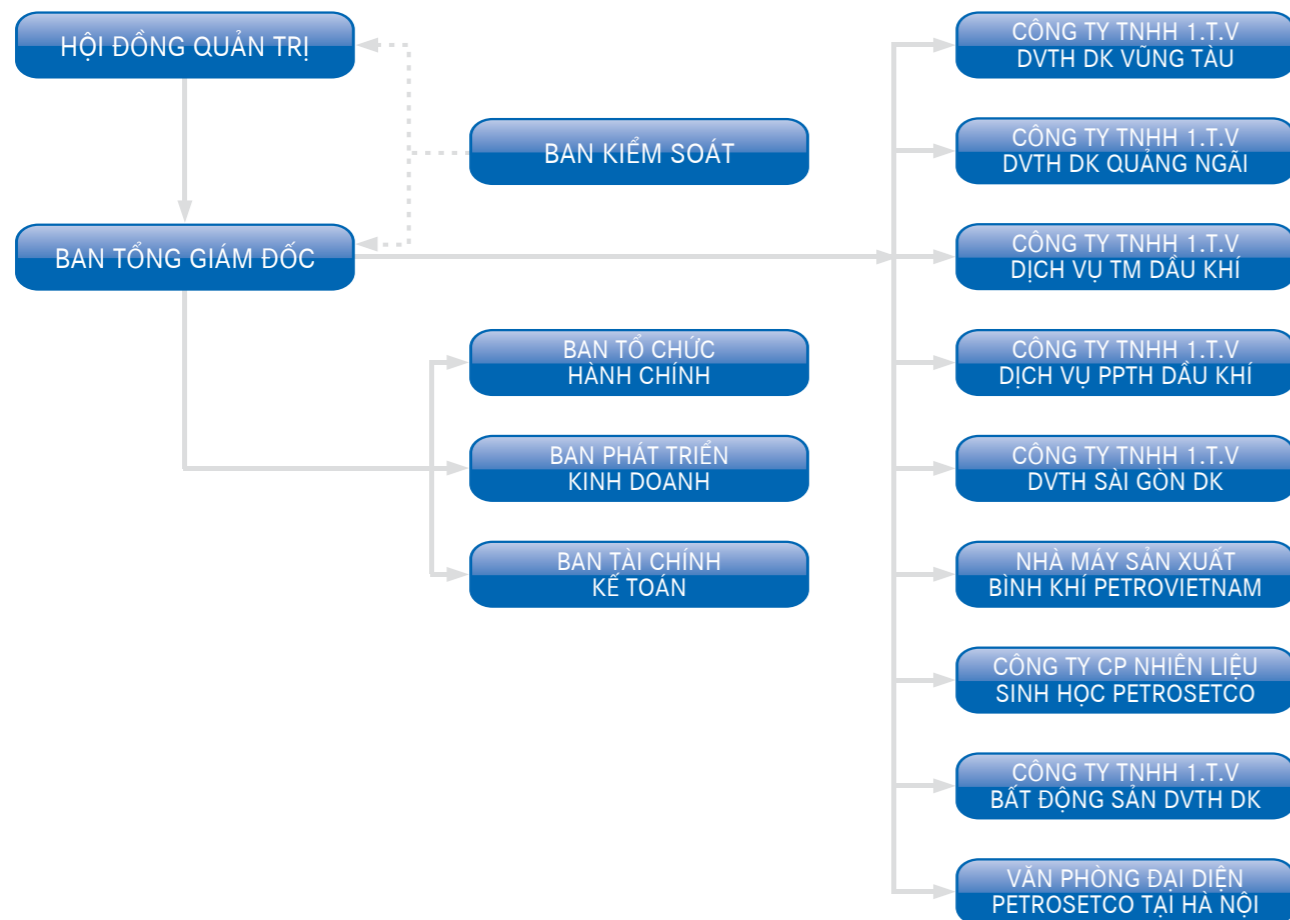 HỘI ĐỒNG QUẢN TRỊ
BAN KIỂM SOÁT
BAN TỔNG GIÁM ĐỐC
BAN TỔ CHỨC
HÀNH CHÍNH
BAN PHÁT TRIỂN
KINH DOANH
BAN TÀI CHÍNH
KẾ TOÁN
CÔNG TY TNHH 1.T.V
DVTH DK VŨNG TÀU
CÔNG TY TNHH 1.T.V
DVTH DK QUẢNG NGÃI
CÔNG TY TNHH 1.T.V
DỊCH VỤ TM DẦU KHÍ
CÔNG TY TNHH 1.T.V
DỊCH VỤ PPTH DẦU KHÍ
CÔNG TY TNHH 1.T.V
DVTH SÀI GÒN DK
NHÀ MÁY SẢN XUẤT
BÌNH KHÍ PETROVIETNAM
CÔNG TY CP NHIÊN LIỆU
SINH HỌC PETROSETCO
CÔNG TY TNHH 1.T.V
BẤT ĐỘNG SẢN DVTH DK
VĂN PHÒNG ĐẠI DIỆN
PETROSETCO TẠI HÀ NỘI